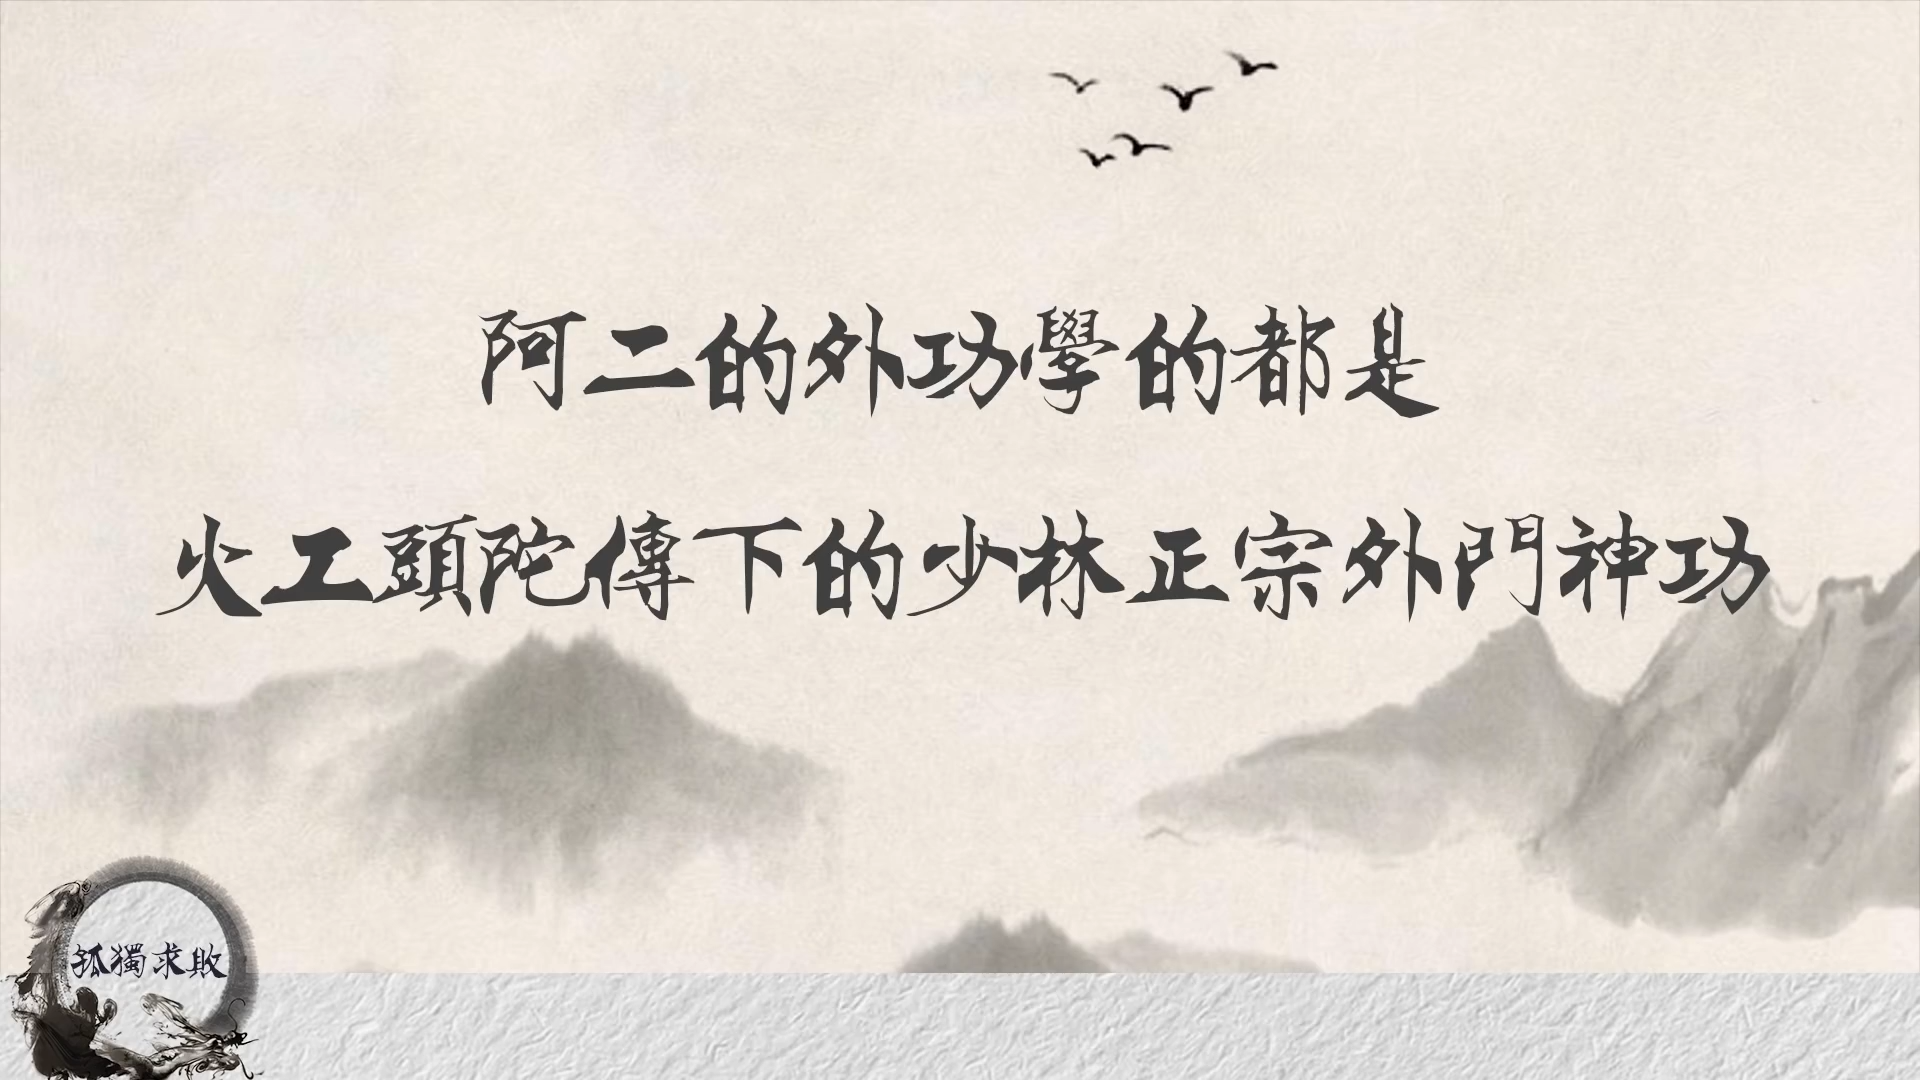 阿二的外功學的都是
火工頭陀傳下的少林正宗外門神功
孤獨求敗